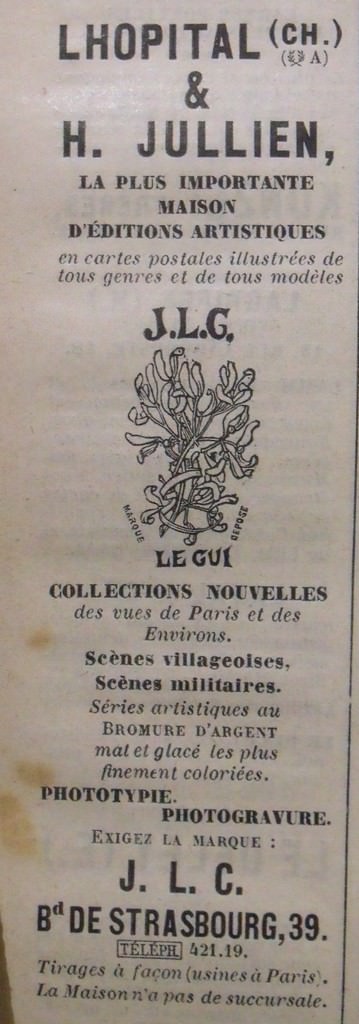 LHOPITAL (CH.)
( A)
&
H. JULLIEN,
LA PLUS IMPORTANTE
MAISON
D'ÉDITIONS ARTISTIQUES
en cartes postales illustrées de
tous genres et de tous modèles
J.L.C.
MARQUE DEPOSE
LE GUI
COLLECTIONS NOUVELLES
des vues de Paris et des
Environs.
Scènes villageoises,
Scènes militaires.
Séries artistiques au
BROMURE D'ARGENT
mat et glacé les plus
finement coloriées.
PHOTOTYPIE.
PHOTOGRAVURE.
EXIGEZ LA MARQUE :
J. L. C.
Bd DE STRASBOURG, 39.
TÉLÉPH. 421.19.
Tirages à façon (usines à Paris).
La Maison n'a pas de succursale.